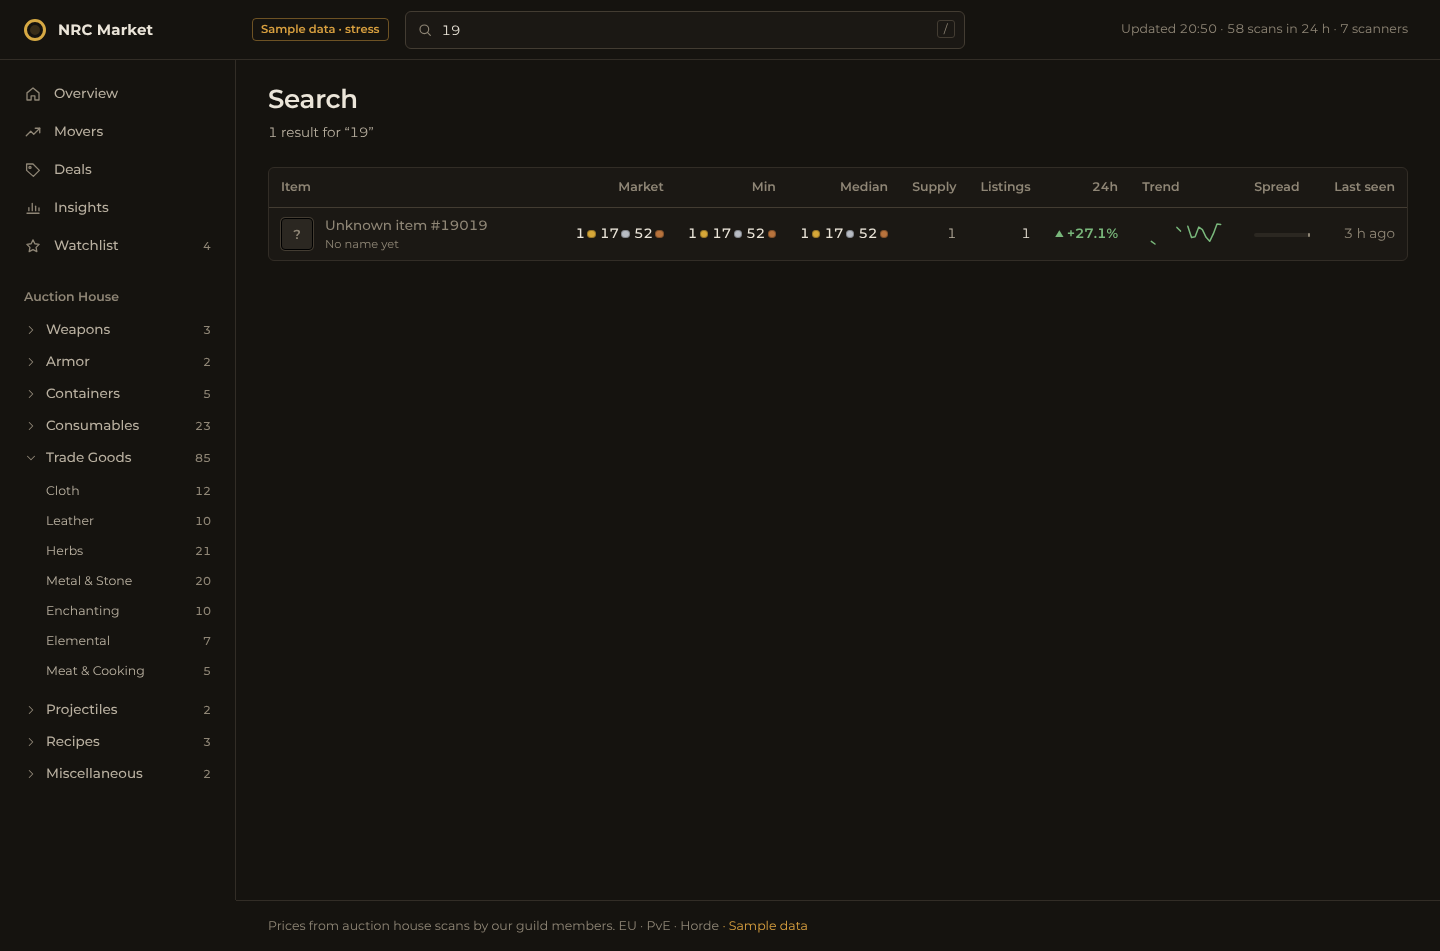 NRC Market
Sample data · stress
19
/
Updated 20:50 · 58 scans in 24 h · 7 scanners
Overview
Movers
Deals
Insights
Watchlist 4
Auction House
Weapons 3
Armor 2
Containers 5
Consumables 23
Trade Goods 85
Cloth 12
Leather 10
Herbs 21
Metal & Stone 20
Enchanting 10
Elemental 7
Meat & Cooking 5
Projectiles 2
Recipes 3
Miscellaneous 2
Search
1 result for “19”
Item Market Min Median Supply Listings 24h Trend Spread Last seen
? Unknown item #19019 1 17 52 1 17 52 1 17 52 1 1 +27.1% 3 h ago
No name yet
Prices from auction house scans by our guild members. EU · PvE · Horde · Sample data